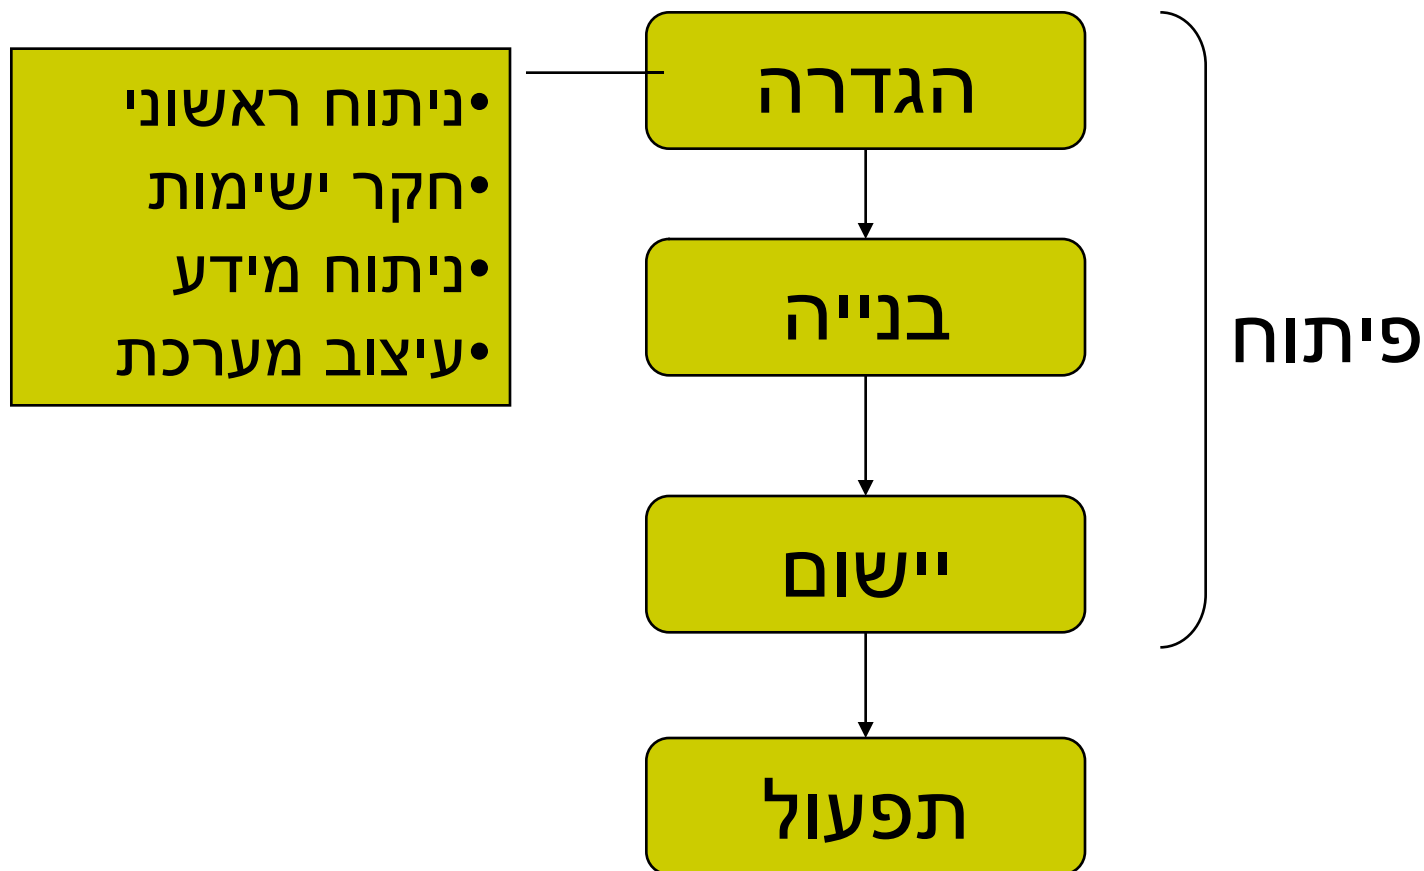 הגדרה
•ניתוח ראשוני
•חקר ישימות
•ניתוח מידע
•עיצוב מערכת
בנייה
פיתוח
יישום
תפעול